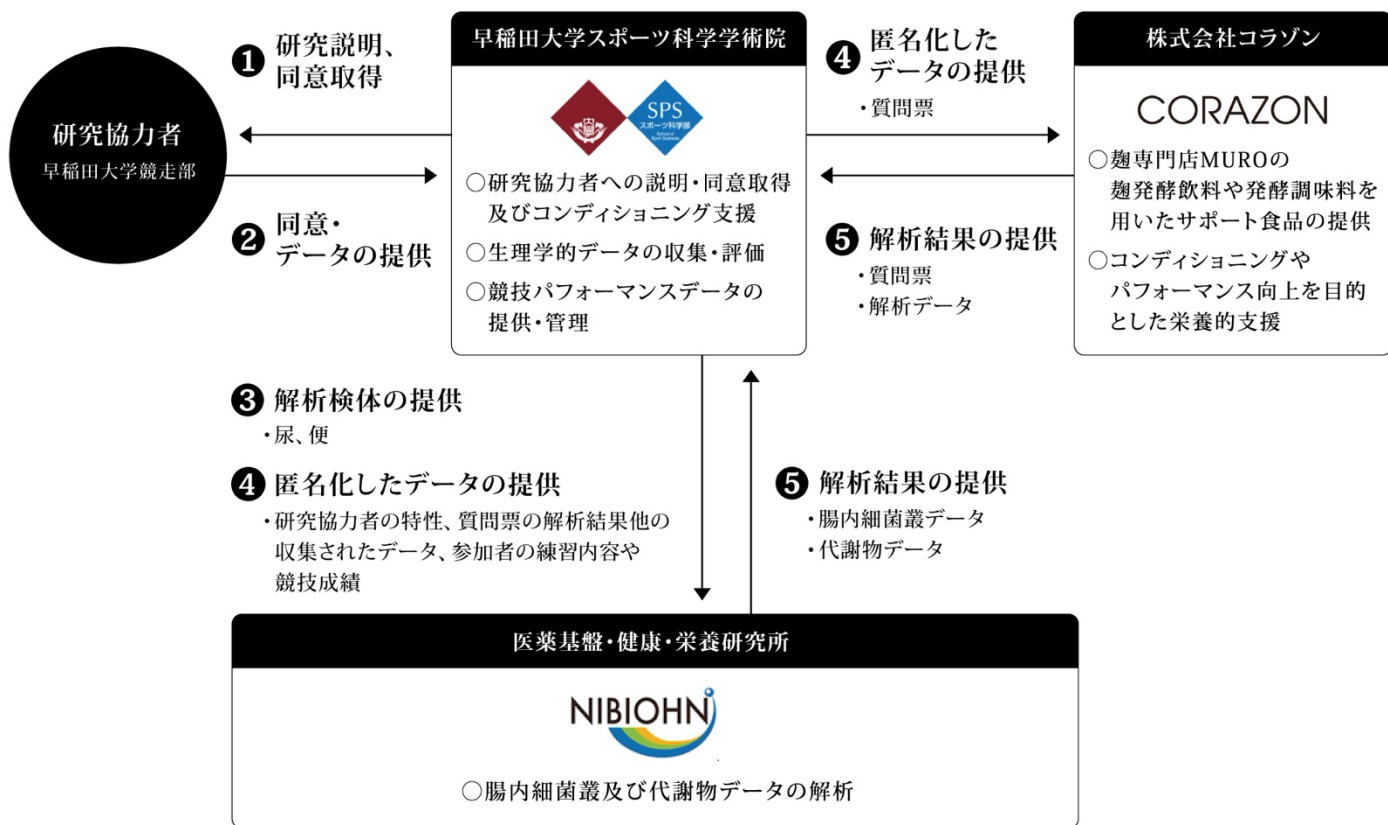 ❶ 研究説明、
同意取得
研究協力者
早稲田大学競走部
❷ 同意・
データの提供
早稲田大学スポーツ科学学術院
SPS
スポーツ科学部
School of
Sport Sciences
○研究協力者への説明・同意取得
及びコンディショニング支援
○生理学的データの収集・評価
○競技パフォーマンスデータの
提供・管理
❹ 匿名化した
データの提供
・質問票
❺ 解析結果の提供
・質問票
・解析データ
株式会社コラゾン
CORAZON
○麹専門店MUROの
麹発酵飲料や発酵調味料を
用いたサポート食品の提供
○コンディショニングや
パフォーマンス向上を目的
とした栄養的支援
❸ 解析検体の提供
・尿、便
❹ 匿名化したデータの提供
・研究協力者の特性、質問票の解析結果他の
収集されたデータ、参加者の練習内容や
競技成績
❺ 解析結果の提供
・腸内細菌叢データ
・代謝物データ
医薬基盤・健康・栄養研究所
NIBIOHN
○腸内細菌叢及び代謝物データの解析